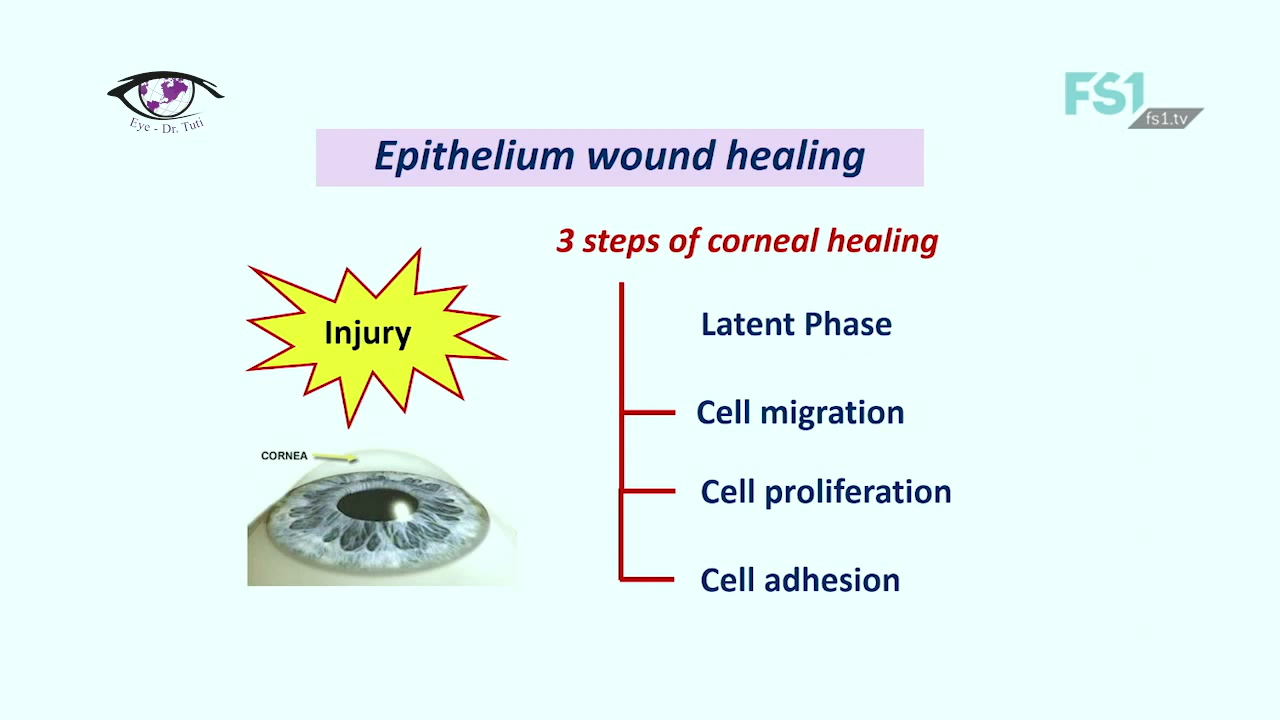 Eye - Dr. Tuti
FS1
fs1.tv
Epithelium wound healing
3 steps of corneal healing
Injury
Latent Phase
Cell migration
CORNEA
Cell proliferation
Cell adhesion